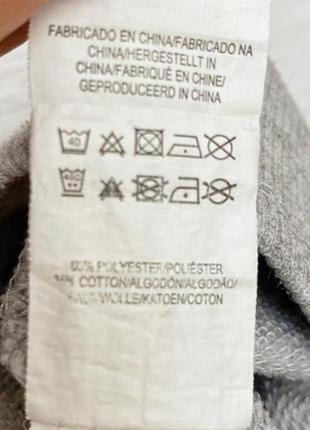 FABRICADO EN CHINA/FABRICADO NA
CHINA/HERGESTELLT IN
CHINA/FABRIQUÉ EN CHINE/
GEPRODUCEERD IN CHINA
40
POLYESTER/POLIÉSTER
COTTON/ALGODÓN/ALGODÃO/
BAUMWOLLE/KATOEN/COTON